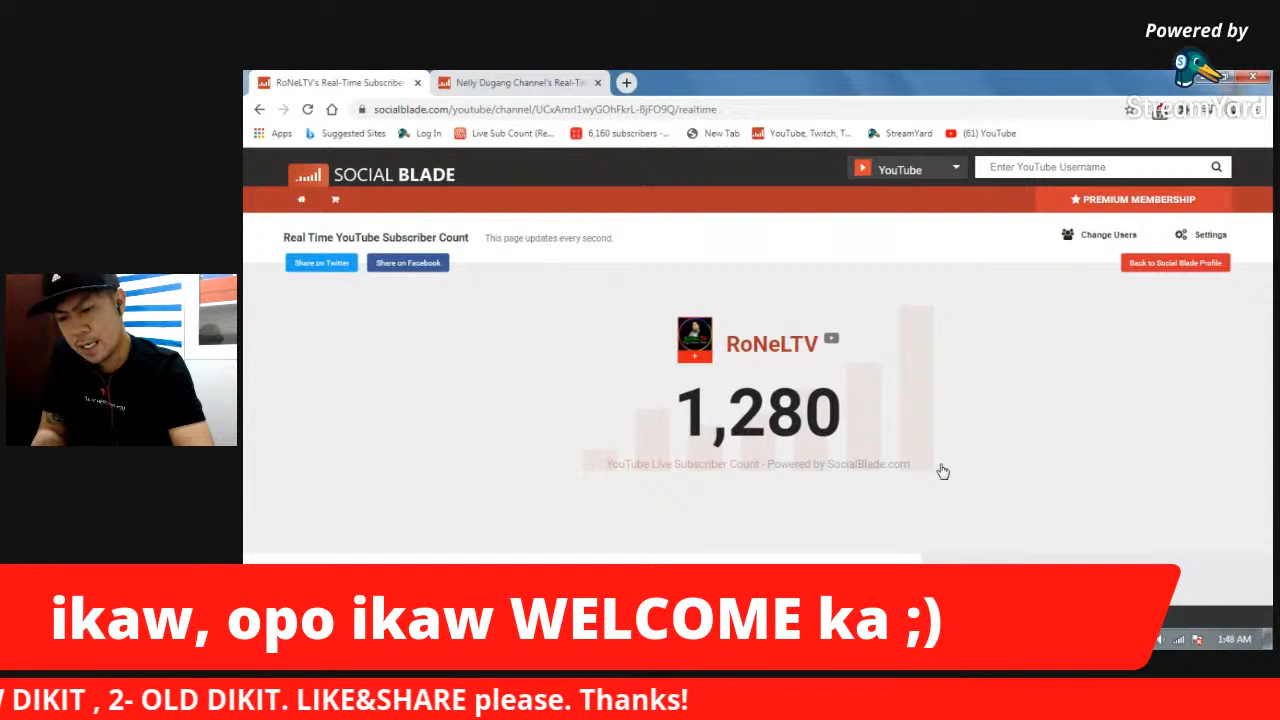 Powered by
StreamYard
RoNeLTV's Real-Time Subscriber
Nelly Dugang Channel's Real-Tim
socialblade.com/youtube/channel/UCxAmrI1wyGOhFkrL-8jFO9Q/realtime
Apps Suggested Sites Log In Live Sub Count (Re... 6,160 subscribers -... New Tab YouTube, Twitch, T... StreamYard (61) YouTube
SOCIAL BLADE
YouTube
Enter YouTube Username
PREMIUM MEMBERSHIP
Real Time YouTube Subscriber Count This page updates every second.
Change Users Settings
Share on Twitter Share on Facebook
Back to Social Blade Profile
RoNeLTV
1,280
YouTube Live Subscriber Count - Powered by SocialBlade.com
ikaw, opo ikaw WELCOME ka ;)
1:48 AM
DIKIT , 2- OLD DIKIT. LIKE&SHARE please. Thanks!